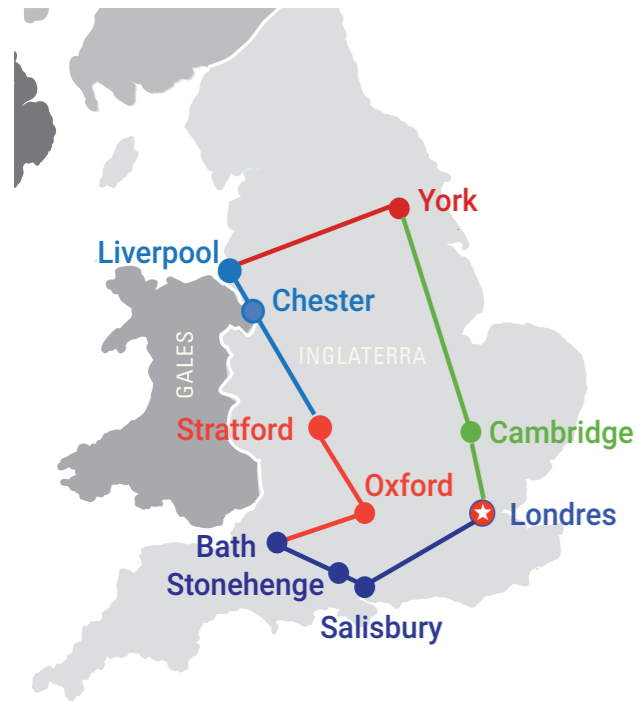 York
Liverpool
Chester
INGLATERRA
GALES
Stratford
Cambridge
Oxford
Londres
Bath
Stonehenge
Salisbury